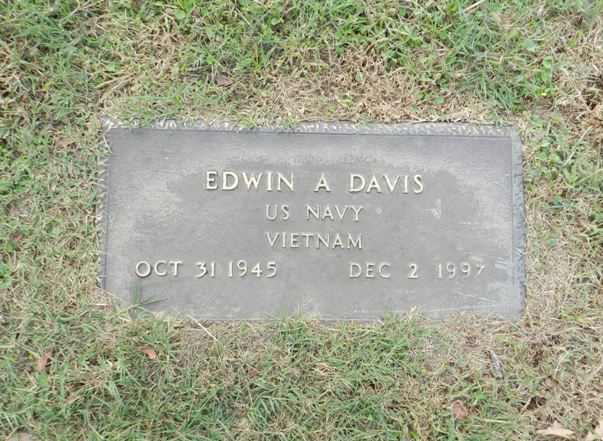 EDWIN A DAVIS
US NAVY
VIETNAM
OCT 31 1945 DEC 2 1997